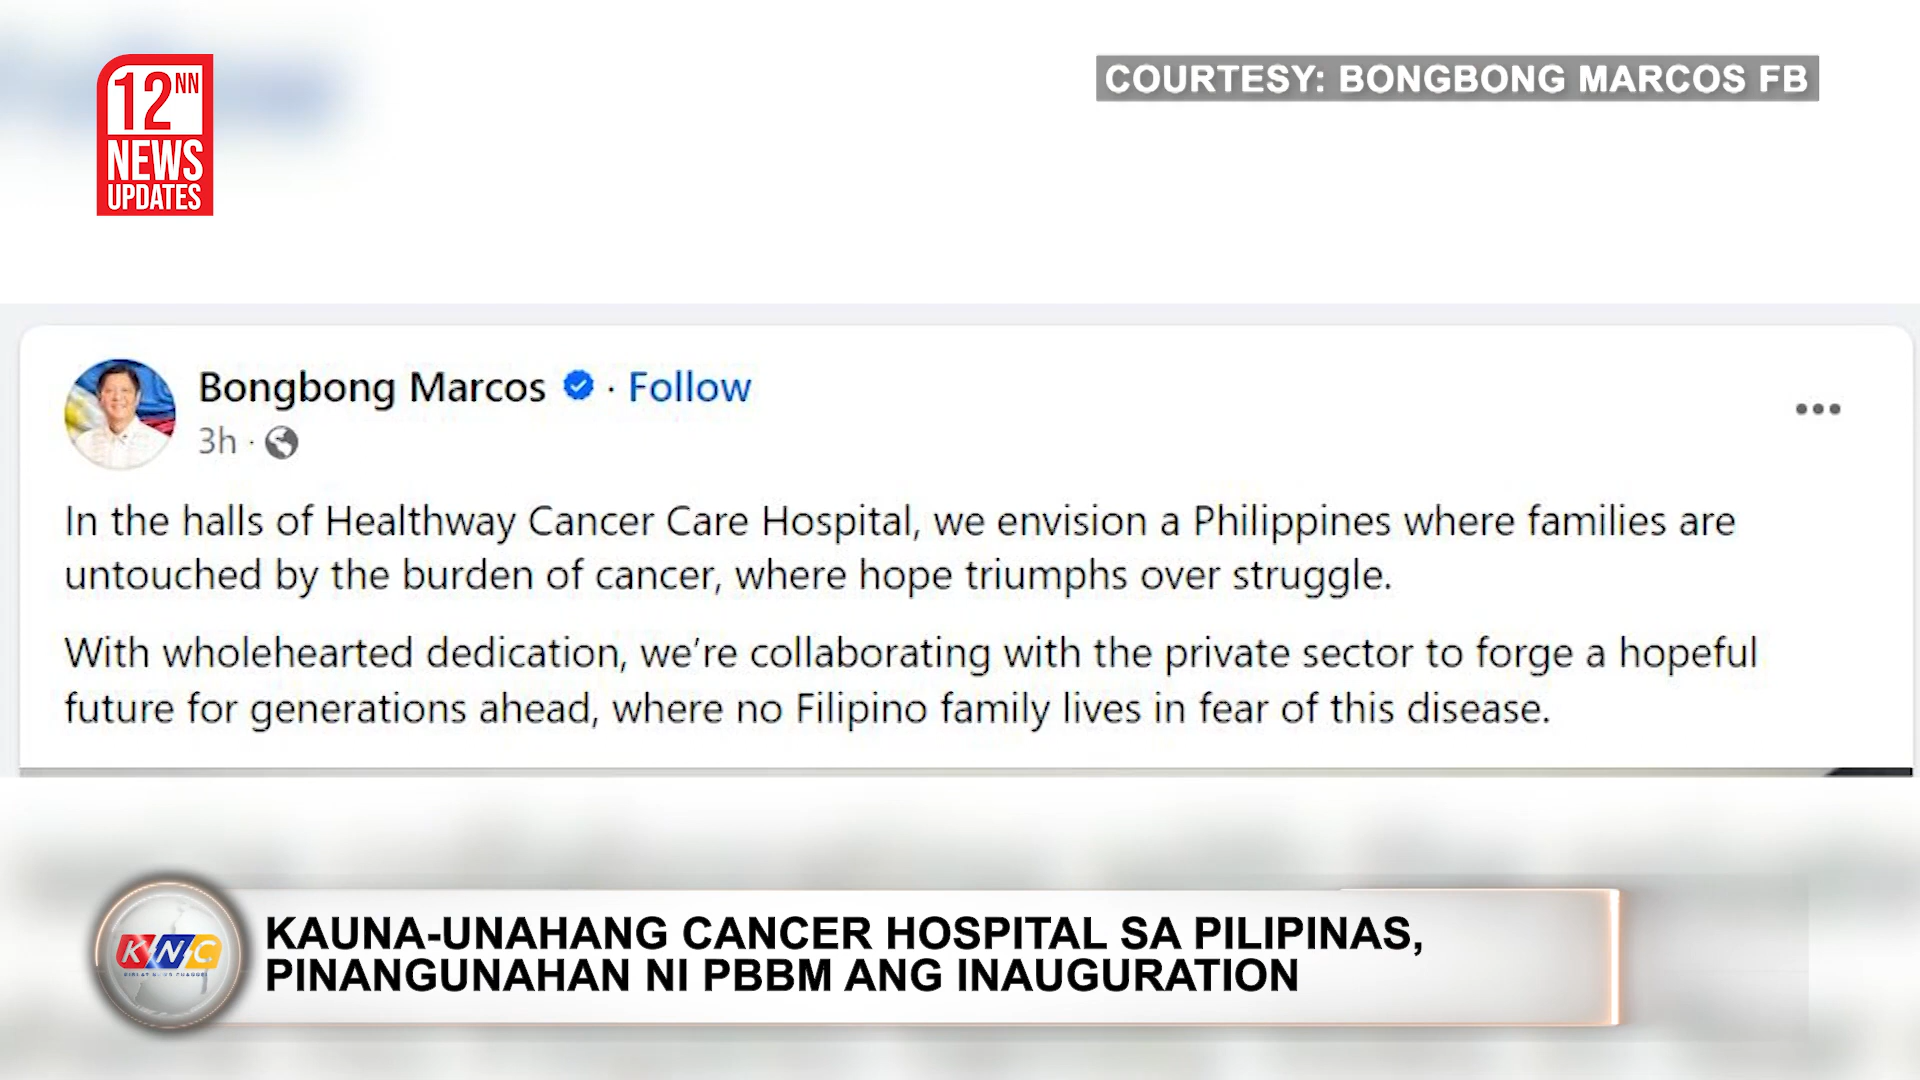 12NN
NEWS
UPDATES
COURTESY: BONGBONG MARCOS FB
Bongbong Marcos · Follow
3h ·
In the halls of Healthway Cancer Care Hospital, we envision a Philippines where families are
untouched by the burden of cancer, where hope triumphs over struggle.
With wholehearted dedication, we’re collaborating with the private sector to forge a hopeful
future for generations ahead, where no Filipino family lives in fear of this disease.
KNC
KAUNA-UNAHANG CANCER HOSPITAL SA PILIPINAS,
PINANGUNAHAN NI PBBM ANG INAUGURATION